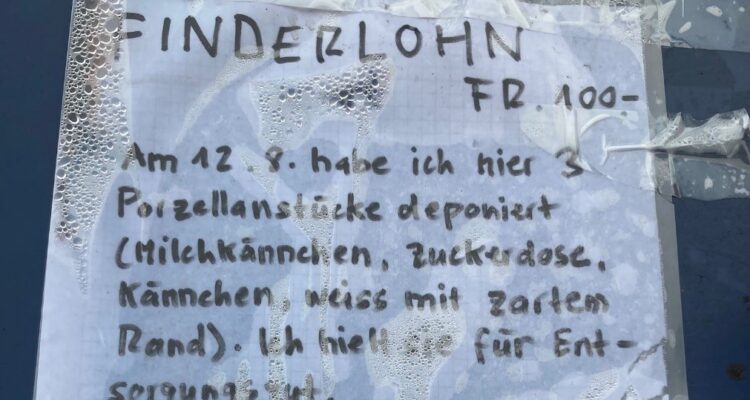 FINDERLOHN
FR. 100-
Am 12. 8. habe ich hier 3
Porzellanstücke deponiert
(Milchkännchen, Zuckerdose,
Kännchen, weiss mit zartem
Rand). Ich hielt sie für Ent-
sorgungsgut.